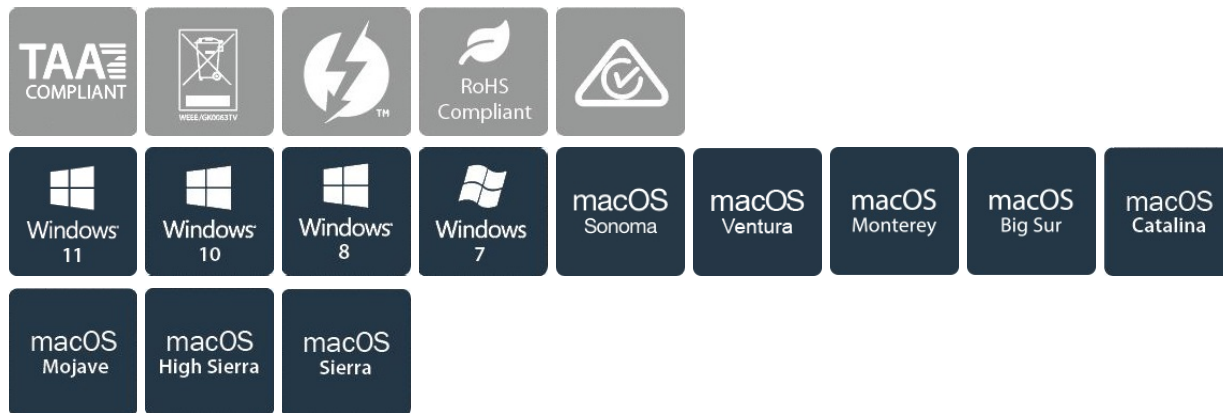 TAA
COMPLIANT
WEEE/GK0063TV
TM
RoHS
Compliant
Windows
11
Windows
10
Windows
8
Windows
7
macOS
Sonoma
macOS
Ventura
macOS
Monterey
macOS
Big Sur
macOS
Catalina
macOS
Mojave
macOS
High Sierra
macOS
Sierra